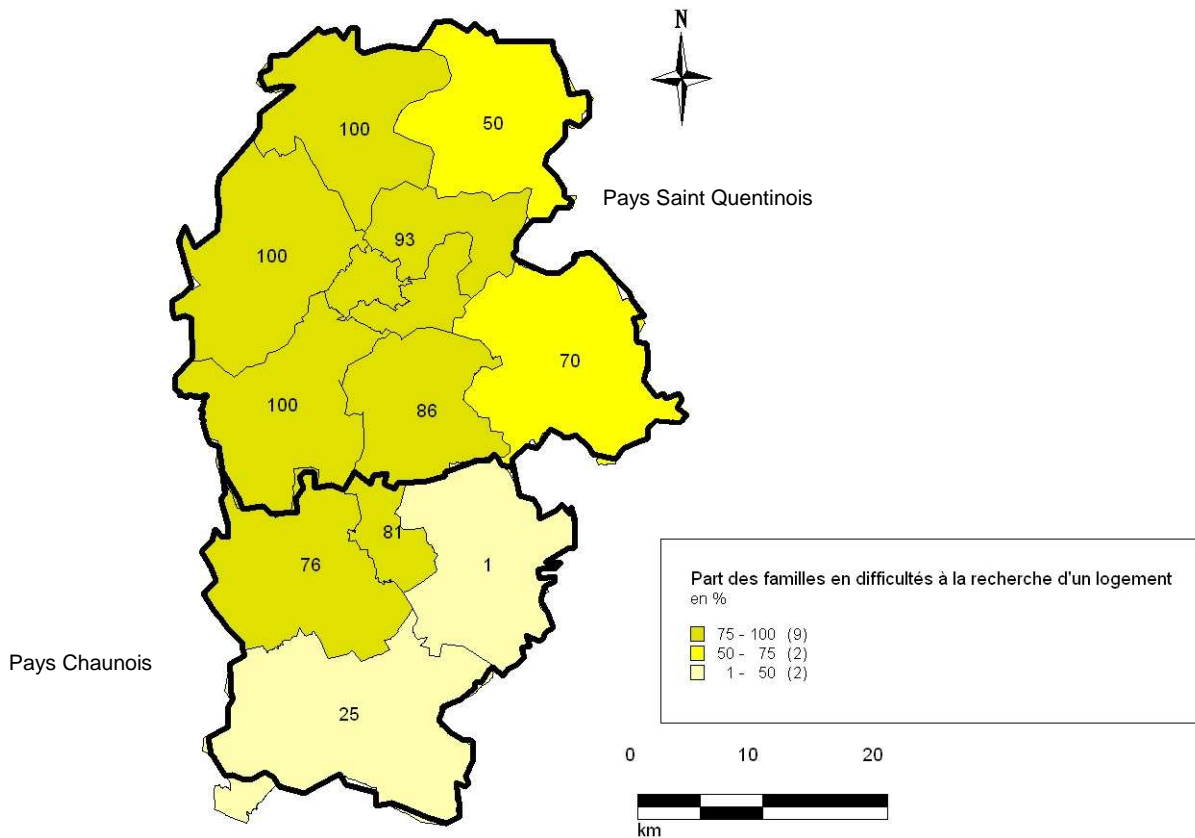 N
100
50
Pays Saint Quentinois
93
100
70
100
86
81
76
1
Part des familles en difficultés à la recherche d'un logement
en %
75 - 100 (9)
50 - 75 (2)
1 - 50 (2)
Pays Chaunois
25
0 10 20
km